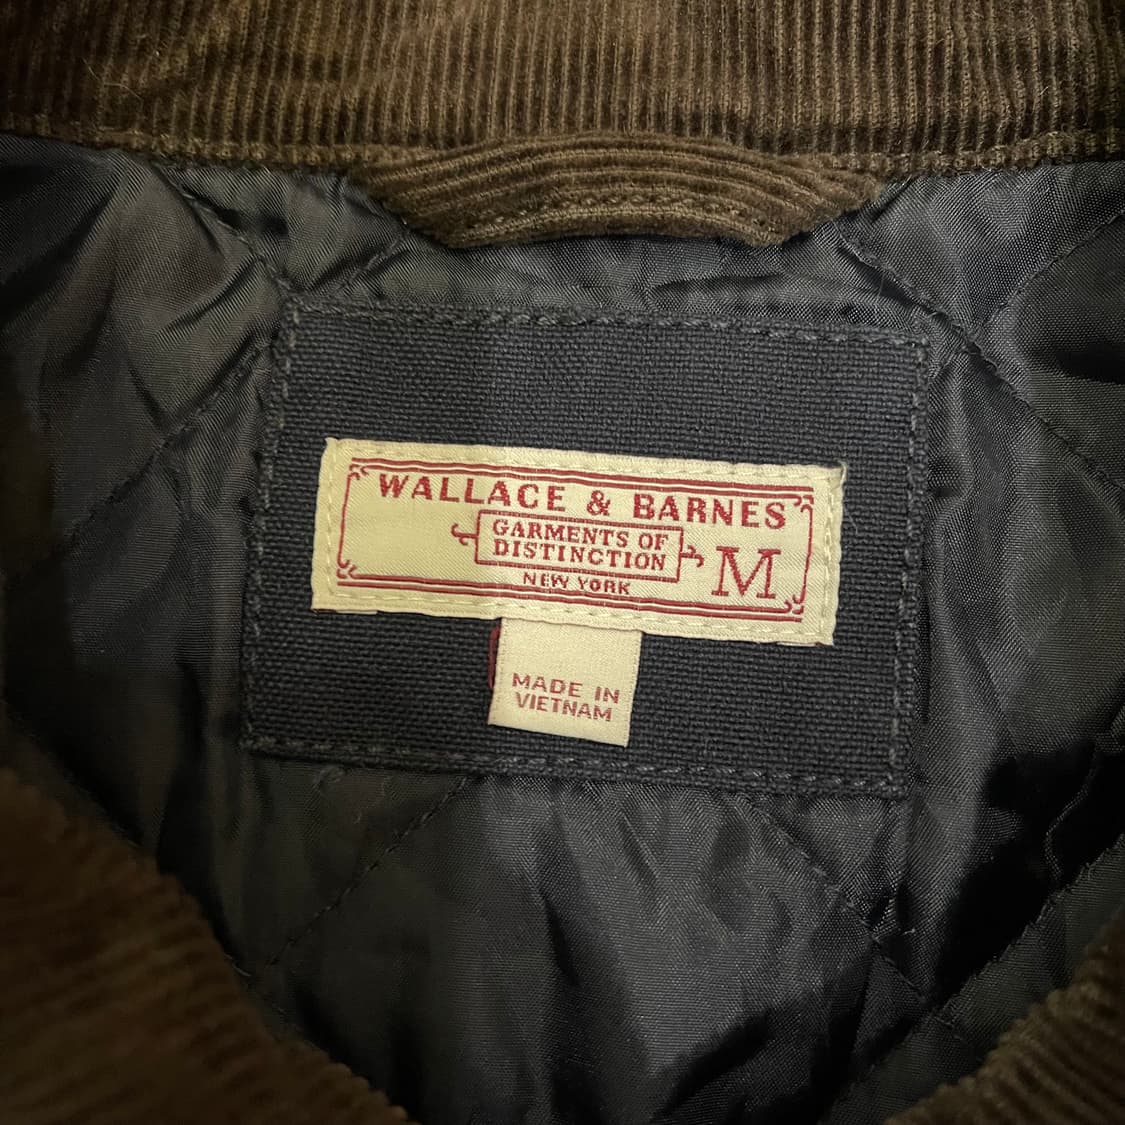 WALLACE & BARNES
GARMENTS OF
DISTINCTION
NEW YORK
M
MADE IN
VIETNAM